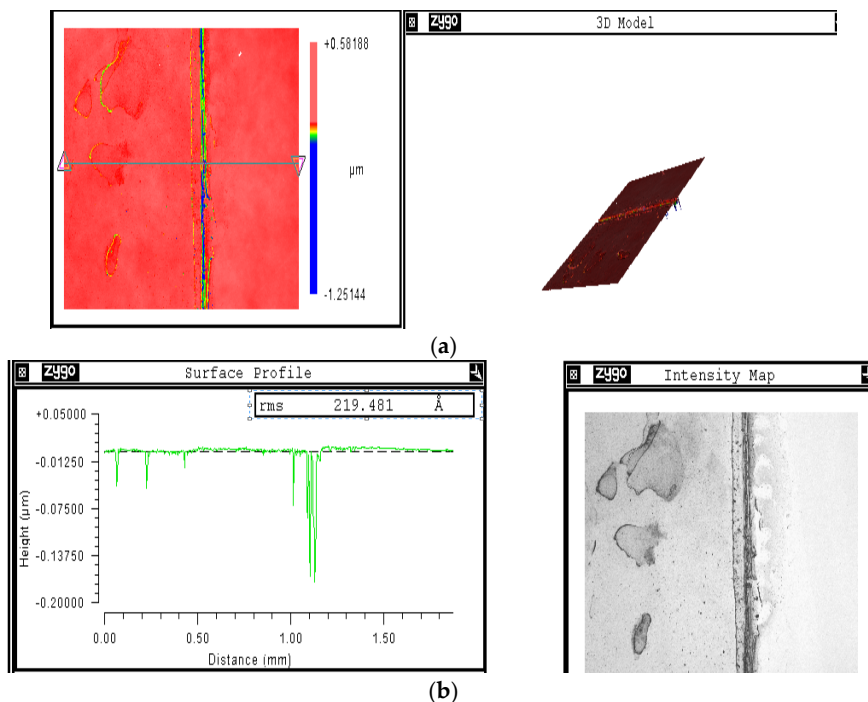 zygo 3D Model
+0.58188
μm
-1.25144
(a)
zygo Surface Profile
rms 219.481 Å
+0.05000
-0.01250
-0.07500
-0.13750
-0.20000
Height (μm)
0.00 0.50 1.00 1.50
Distance (mm)
zygo Intensity Map
(b)